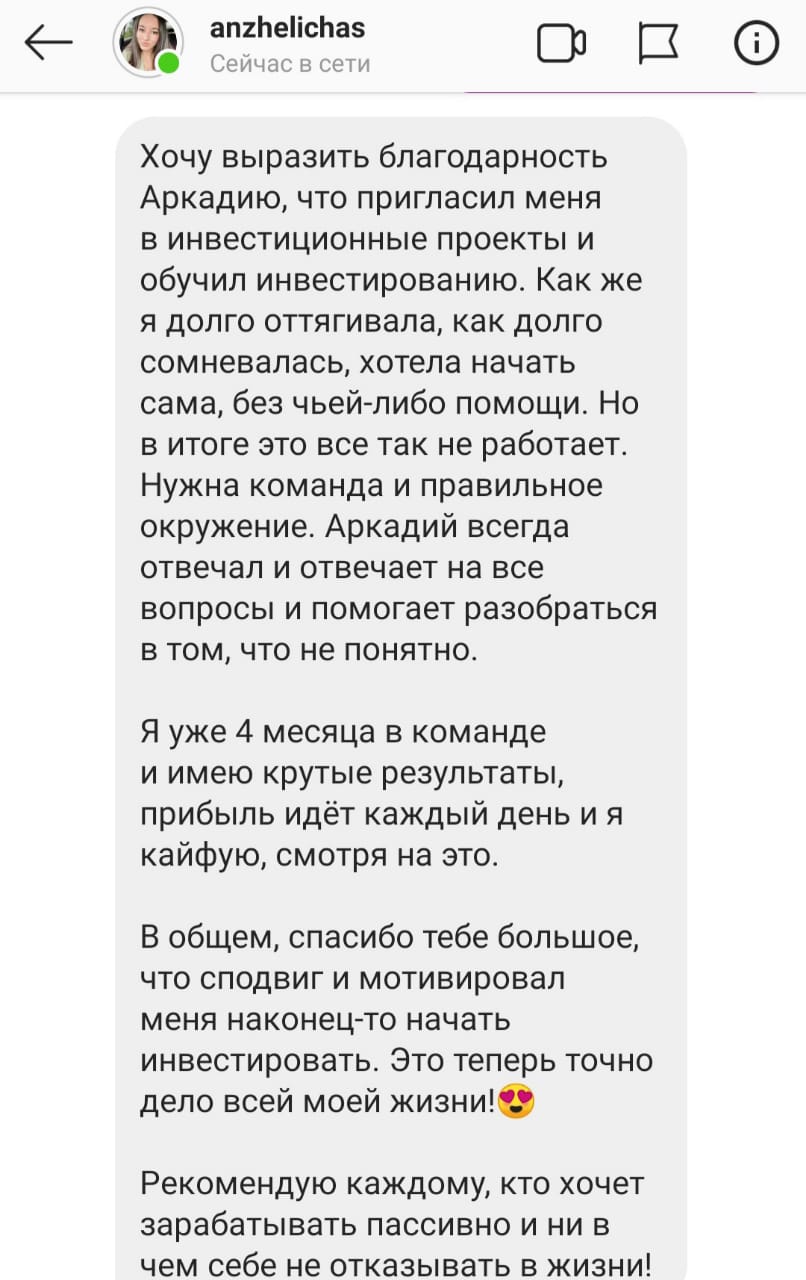 anzhelichas
Сейчас в сети
Хочу выразить благодарность
Аркадию, что пригласил меня
в инвестиционные проекты и
обучил инвестированию. Как же
я долго оттягивала, как долго
сомневалась, хотела начать
сама, без чьей-либо помощи. Но
в итоге это все так не работает.
Нужна команда и правильное
окружение. Аркадий всегда
отвечал и отвечает на все
вопросы и помогает разобраться
в том, что не понятно.
Я уже 4 месяца в команде
и имею крутые результаты,
прибыль идёт каждый день и я
кайфую, смотря на это.
В общем, спасибо тебе большое,
что сподвиг и мотивировал
меня наконец-то начать
инвестировать. Это теперь точно
дело всей моей жизни!😍
Рекомендую каждому, кто хочет
зарабатывать пассивно и ни в
чем себе не отказывать в жизни!